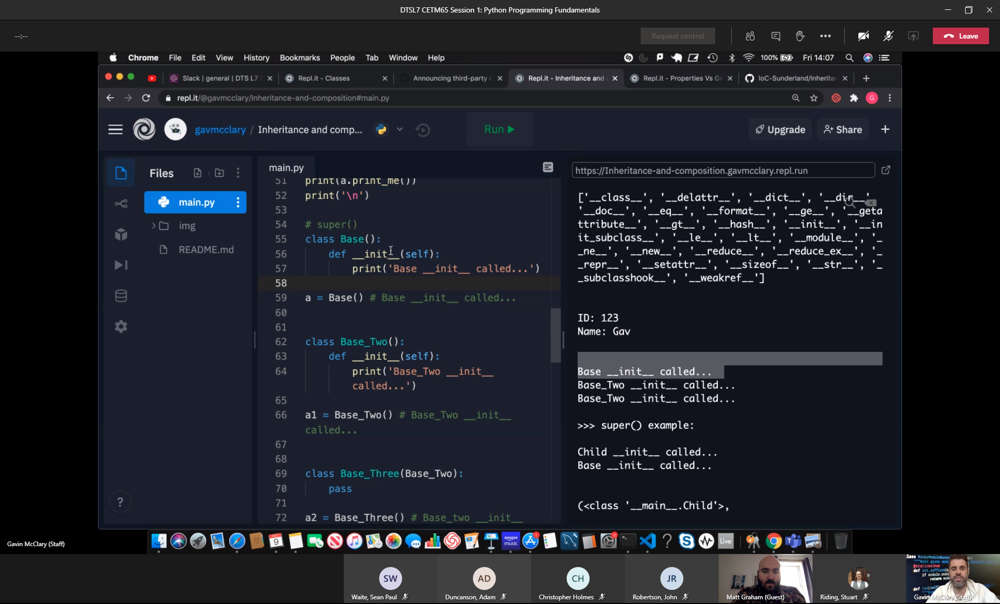 DTSL7 CETM65 Session 1: Python Programming Fundamentals
--:--
Request control
Leave
Chrome File Edit View History Bookmarks People Tab Window Help
100% Fri 14:07
Slack | general | DTS L7
Repl.it - Classes
Announcing third-party
Repl.it - Inheritance and
Repl.it - Properties Vs Ge
IoC-Sunderland/Inheritan
repl.it/@gavmcclary/Inheritance-and-composition#main.py
G
gavmcclary / Inheritance and comp...
Run
Upgrade
Share
Files
main.py
img
README.md
?
main.py
51 print(a.print_me())
52 print('\n')
53
54 # super()
55 class Base():
56 def __init__(self):
57 print('Base __init__ called...')
58
59 a = Base() # Base __init__ called...
60
61
62 class Base_Two():
63 def __init__(self):
64 print('Base_Two __init__
called...')
65
66 a1 = Base_Two() # Base_Two __init__
called...
67
68
69 class Base_Three(Base_Two):
70 pass
71
72 a2 = Base_Three() # Base_two __init__
https://Inheritance-and-composition.gavmcclary.repl.run
['__class__', '__delattr__', '__dict__', '__dir__',
'__doc__', '__eq__', '__format__', '__ge__', '__geta
ttribute__', '__gt__', '__hash__', '__init__', '__in
it_subclass__', '__le__', '__lt__', '__module__', '_
_ne__', '__new__', '__reduce__', '__reduce_ex__', '_
_repr__', '__setattr__', '__sizeof__', '__str__', '_
_subclasshook__', '__weakref__']
ID: 123
Name: Gav
Base __init__ called...
Base_Two __init__ called...
Base_Two __init__ called...
>>> super() example:
Child __init__ called...
Base __init__ called...
(<class '__main__.Child'>,
OCT
9
amazon
music
Live
Gavin McClary (Staff)
SW
Waite, Sean Paul
AD
Duncanson, Adam
CH
Christopher Holmes
JR
Robertson, John
Matt Graham (Guest)
Riding, Stuart
Gavin McClary (Staff)